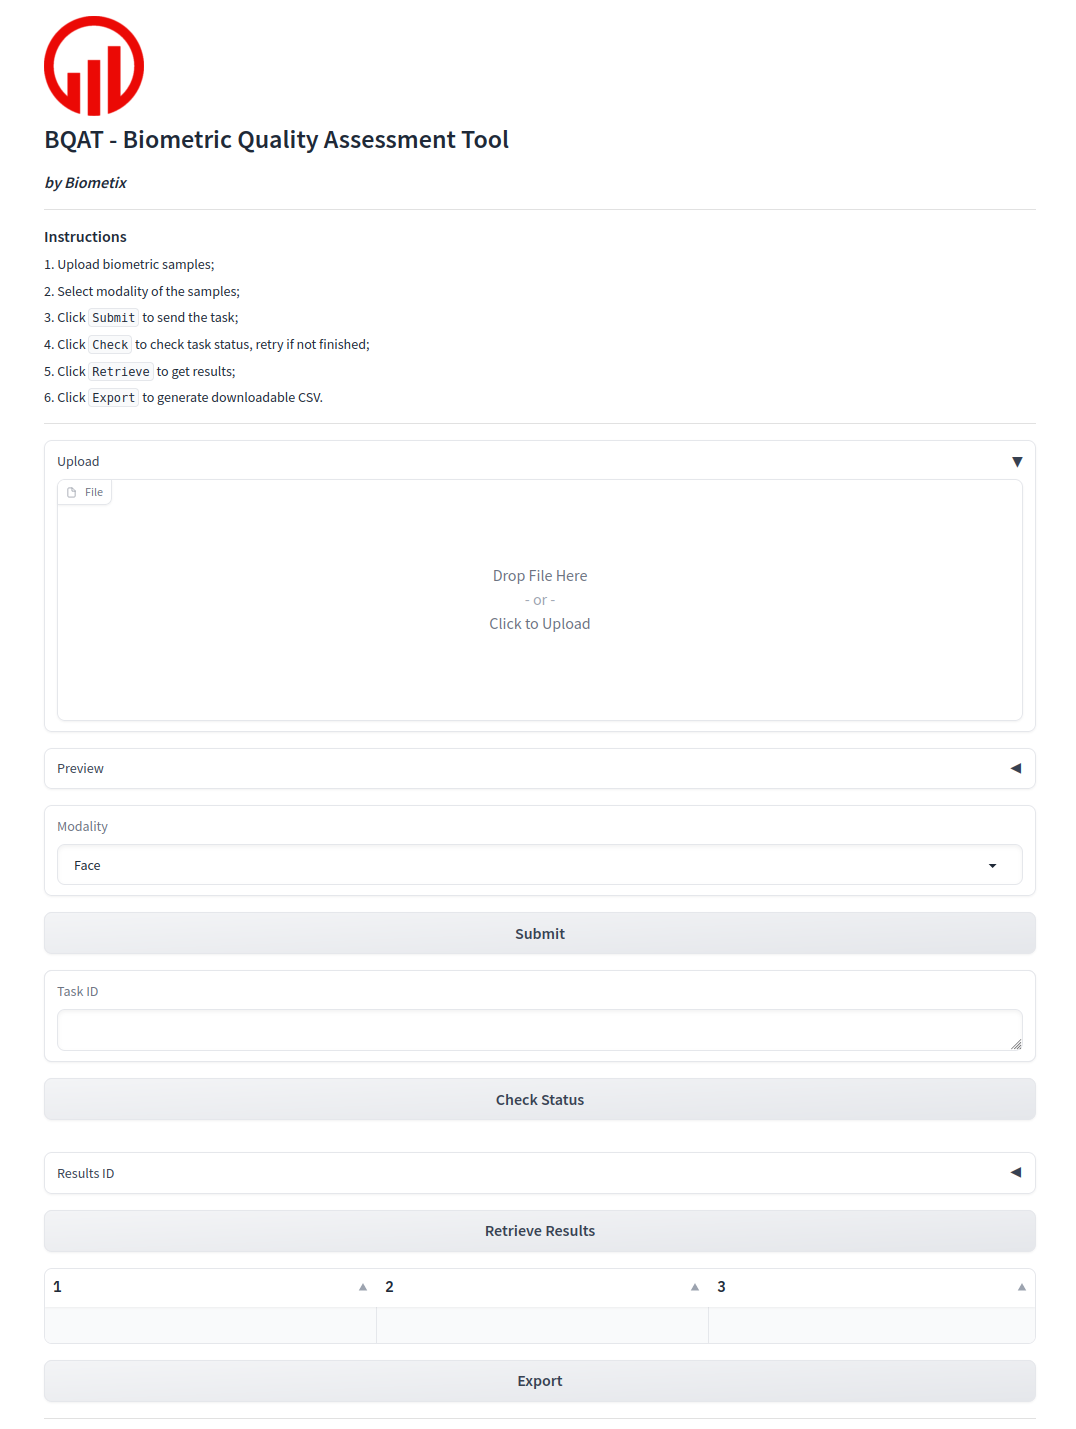 BQAT - Biometric Quality Assessment Tool
by Biometix
Instructions
1. Upload biometric samples;
2. Select modality of the samples;
3. Click Submit to send the task;
4. Click Check to check task status, retry if not finished;
5. Click Retrieve to get results;
6. Click Export to generate downloadable CSV.
Upload
File
Drop File Here
- or -
Click to Upload
Preview
Modality
Face
Submit
Task ID
Check Status
Results ID
Retrieve Results
1 2 3
Export